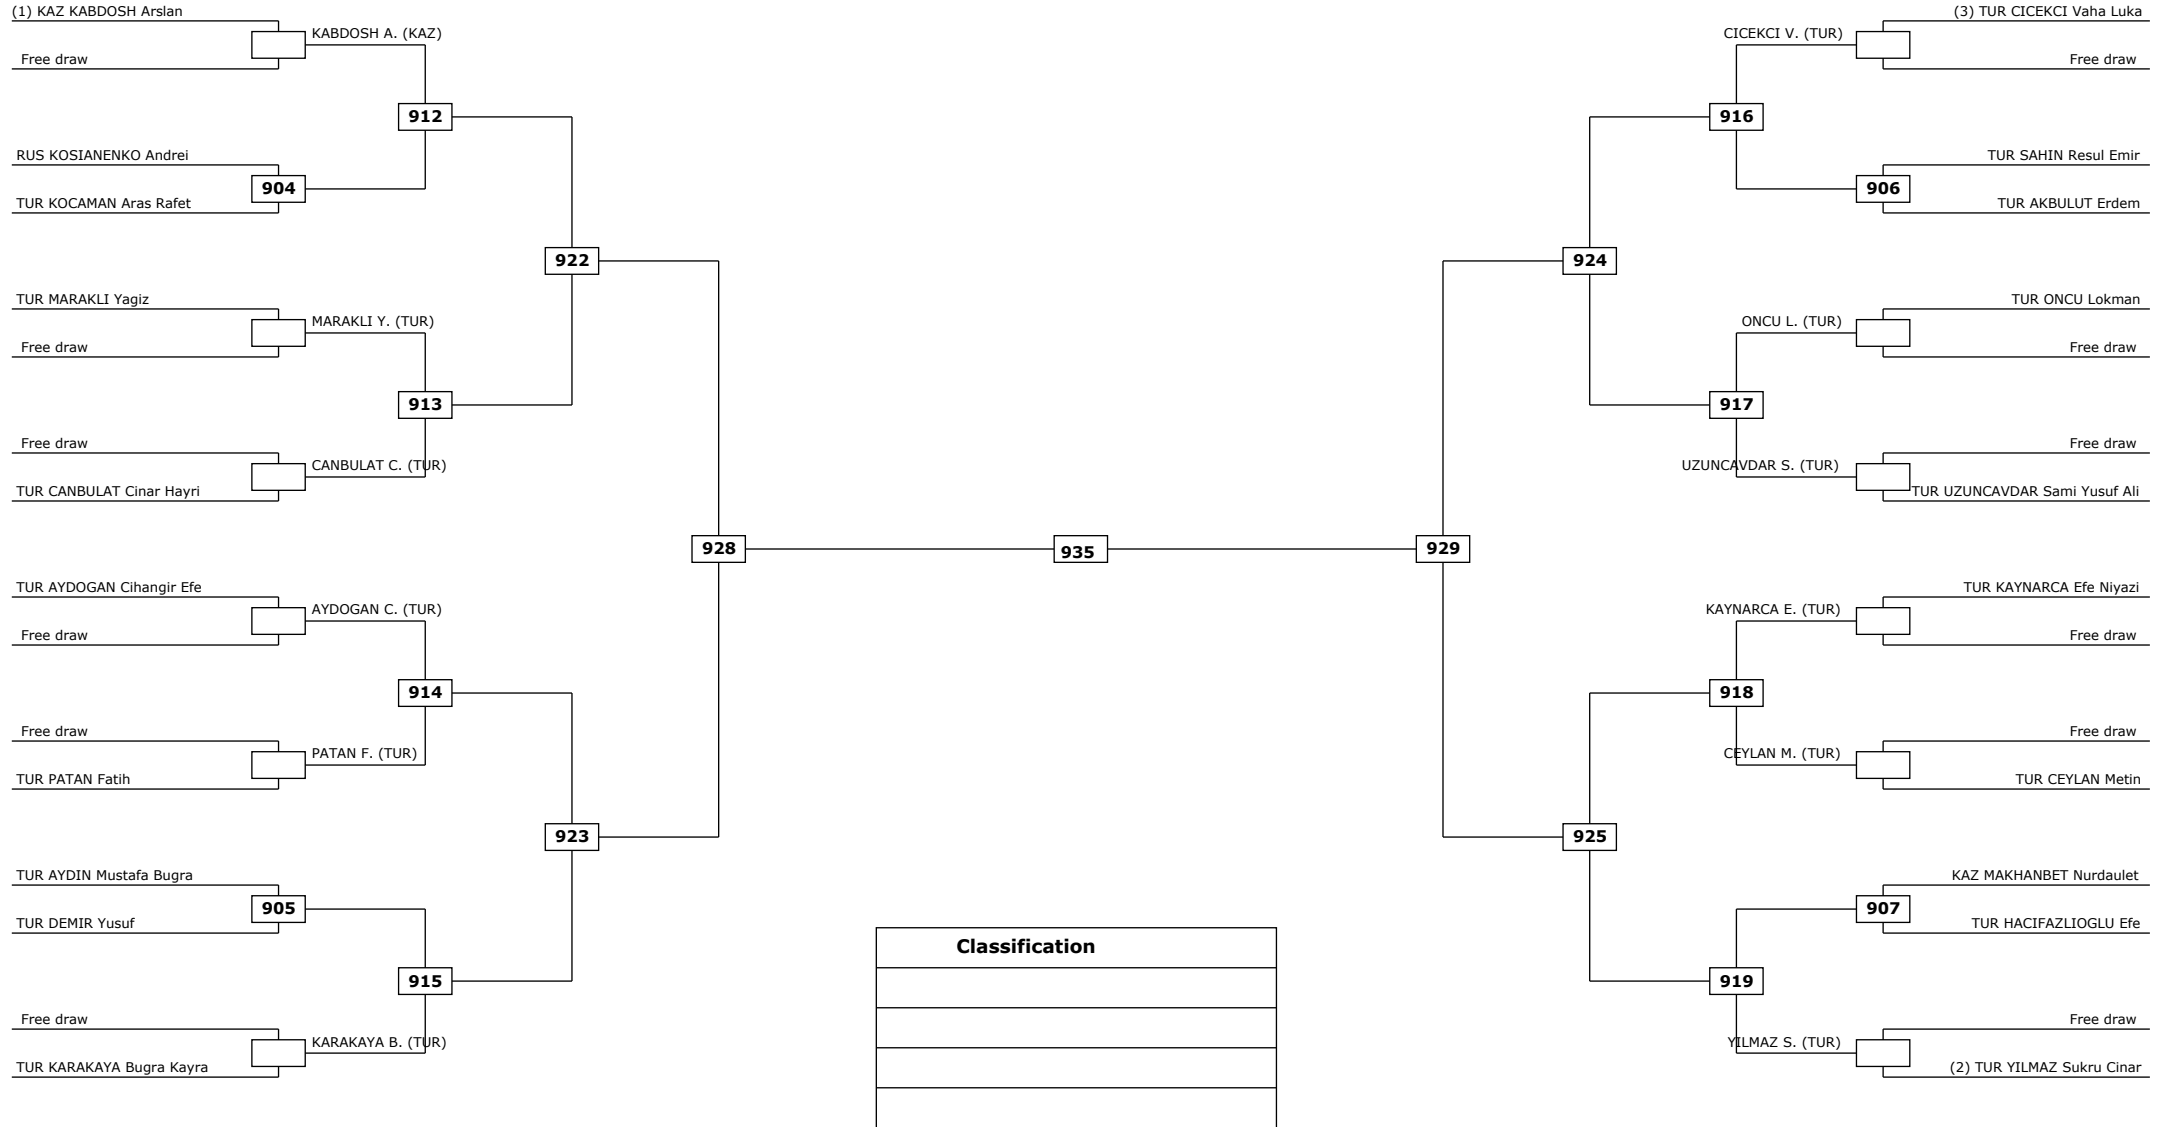 (1) KAZ KABDOSH Arslan
KABDOSH A. (KAZ)
Free draw
912
RUS KOSIANENKO Andrei
904
TUR KOCAMAN Aras Rafet
922
TUR MARAKLI Yagiz
MARAKLI Y. (TUR)
Free draw
913
Free draw
CANBULAT C. (TUR)
TUR CANBULAT Cinar Hayri
928
TUR AYDOGAN Cihangir Efe
AYDOGAN C. (TUR)
Free draw
914
Free draw
PATAN F. (TUR)
TUR PATAN Fatih
923
TUR AYDIN Mustafa Bugra
905
TUR DEMIR Yusuf
915
Free draw
KARAKAYA B. (TUR)
TUR KARAKAYA Bugra Kayra
935
Classification
(3) TUR CICEKCI Vaha Luka
CICEKCI V. (TUR)
Free draw
916
TUR SAHIN Resul Emir
906
TUR AKBULUT Erdem
924
TUR ONCU Lokman
ONCU L. (TUR)
Free draw
917
Free draw
UZUNCAVDAR S. (TUR)
TUR UZUNCAVDAR Sami Yusuf Ali
929
TUR KAYNARCA Efe Niyazi
KAYNARCA E. (TUR)
Free draw
918
Free draw
CEYLAN M. (TUR)
TUR CEYLAN Metin
925
KAZ MAKHANBET Nurdaulet
907
TUR HACIFAZLIOGLU Efe
919
Free draw
YILMAZ S. (TUR)
(2) TUR YILMAZ Sukru Cinar